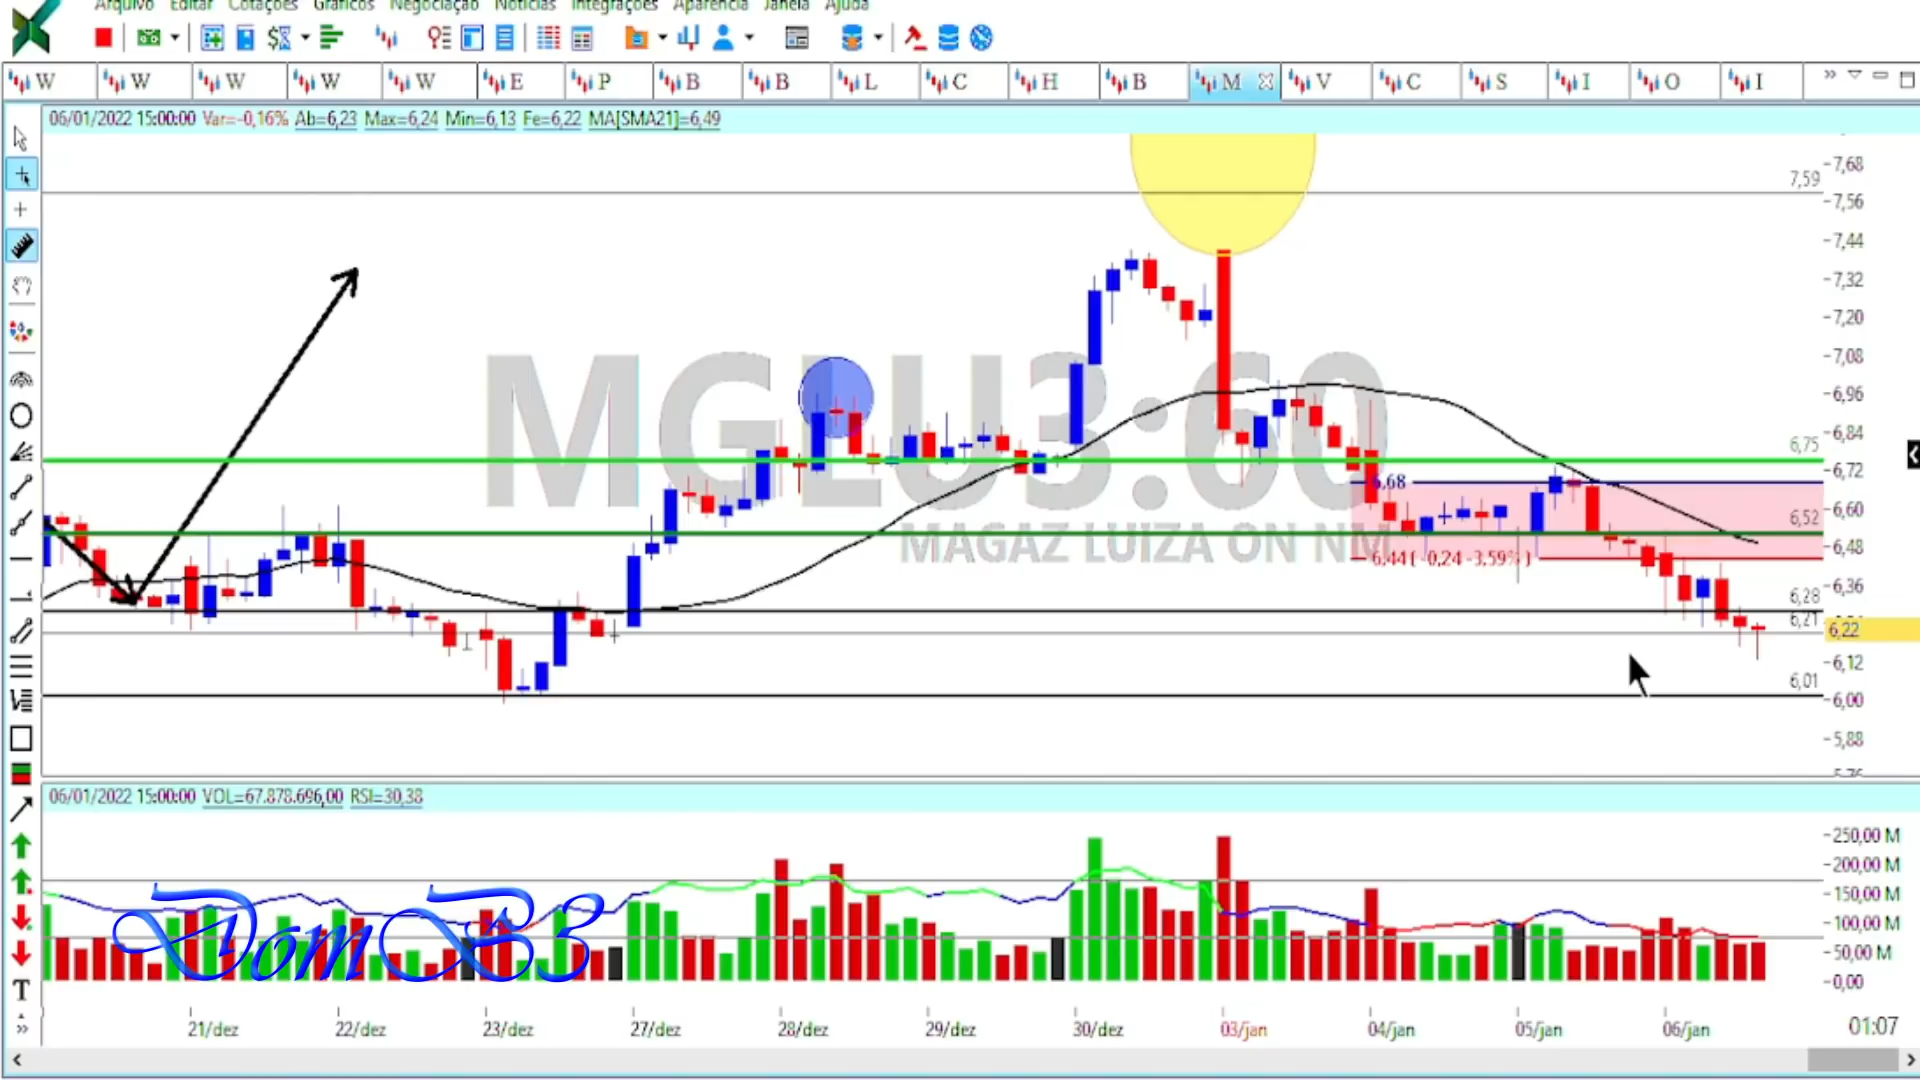 Arquivo Editar Cotações Gráficos Negociação Notícias Integrações Aparência Janela Ajuda
W W W W W E P B B L C H B M V C S I O I
06/01/2022 15:00:00 Var=-0,16% Ab=6,23 Max=6,24 Min=6,13 Fe=6,22 MA[SMA21]=6,49
7,68
7,59
7,56
7,44
7,32
7,20
7,08
6,96
6,84
6,75
6,72
6,68
6,60
6,52
6,48
6,44 ( -0,24 -3,59% )
6,36
6,28
6,21
6,22
6,12
6,01
6,00
5,88
5,76
MGLU3:60
MAGAZ LUIZA ON NM
06/01/2022 15:00:00 VOL=67.878.696,00 RSI=30,38
250,00 M
200,00 M
150,00 M
100,00 M
50,00 M
0,00
DomB3
T
21/dez 22/dez 23/dez 27/dez 28/dez 29/dez 30/dez 03/jan 04/jan 05/jan 06/jan 01:07